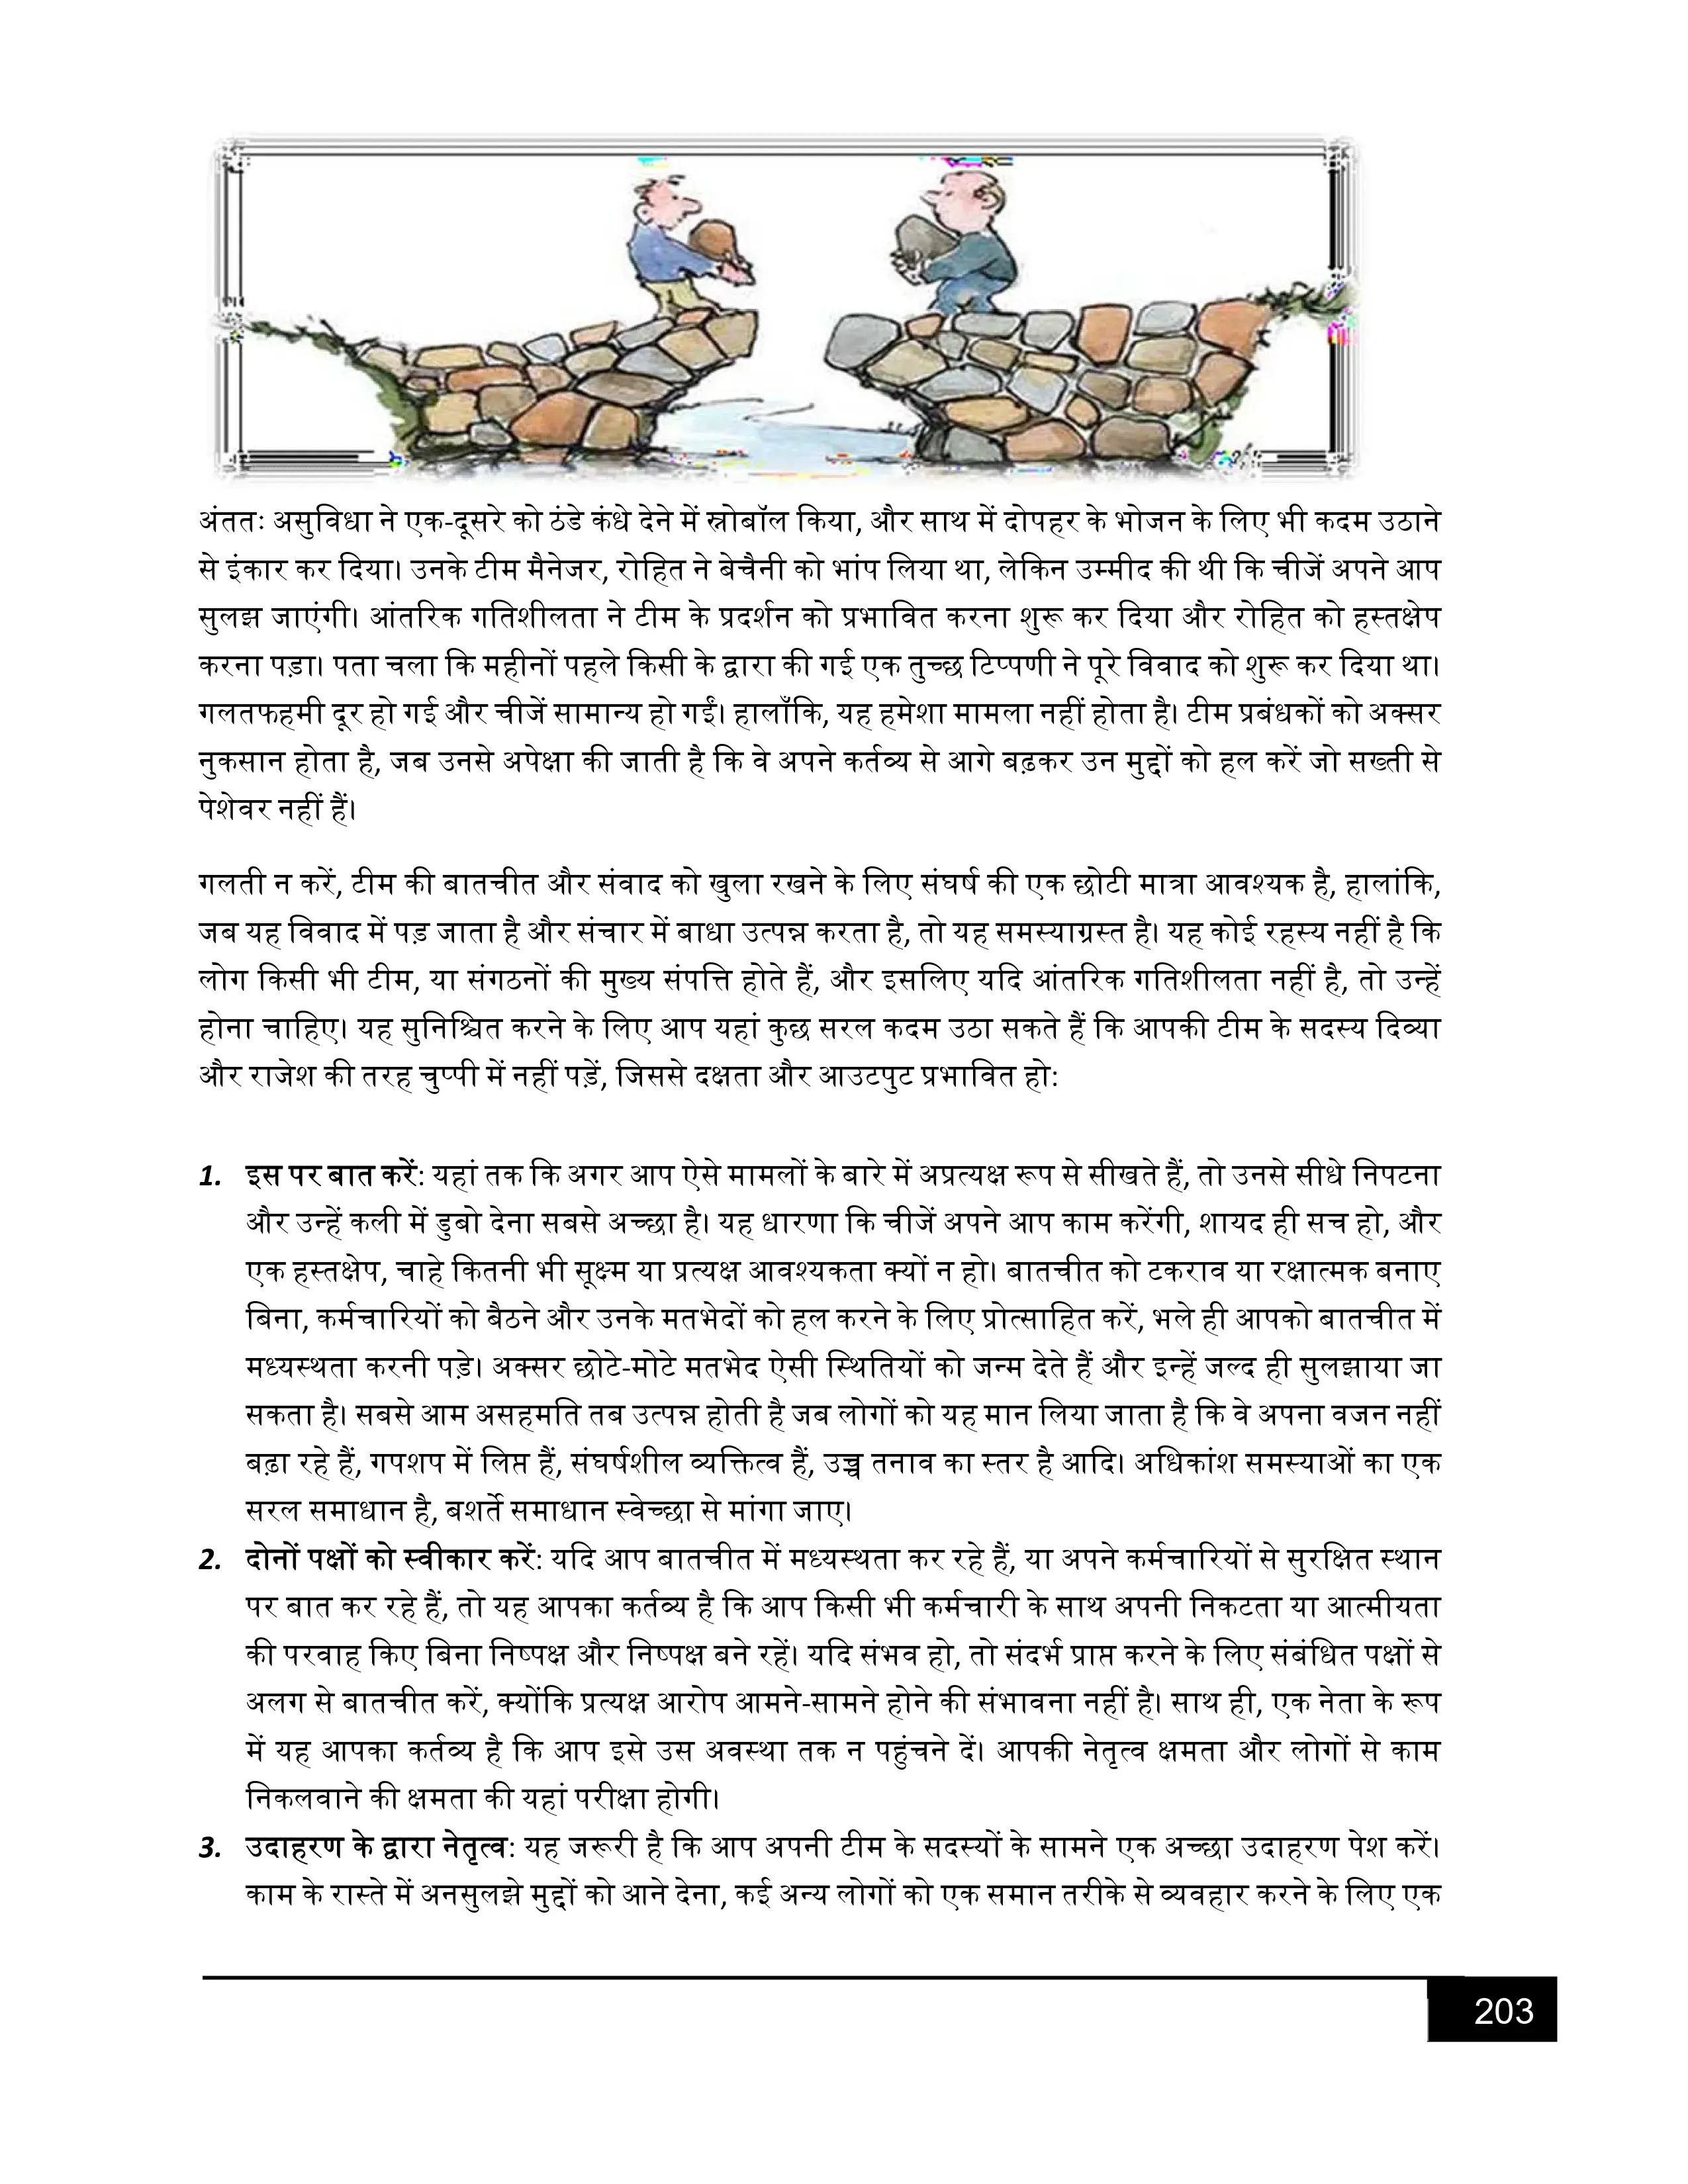 अंततः असुविधा ने एक-दूसरे को ठंडे कंधे देने में स्नोबॉल किया, और साथ में दोपहर के भोजन के लिए भी कदम उठाने
से इंकार कर दिया। उनके टीम मैनेजर, रोहित ने बेचैनी को भांप लिया था, लेकिन उम्मीद की थी कि चीजें अपने आप
सुलझ जाएंगी। आंतरिक गतिशीलता ने टीम के प्रदर्शन को प्रभावित करना शुरू कर दिया और रोहित को हस्तक्षेप
करना पड़ा। पता चला कि महीनों पहले किसी के द्वारा की गई एक तुच्छ टिप्पणी ने पूरे विवाद को शुरू कर दिया था।
गलतफहमी दूर हो गई और चीजें सामान्य हो गईं। हालाँकि, यह हमेशा मामला नहीं होता है। टीम प्रबंधकों को अक्सर
नुकसान होता है, जब उनसे अपेक्षा की जाती है कि वे अपने कर्तव्य से आगे बढ़कर उन मुद्दों को हल करें जो सख्ती से
पेशेवर नहीं हैं।
गलती न करें, टीम की बातचीत और संवाद को खुला रखने के लिए संघर्ष की एक छोटी मात्रा आवश्यक है, हालांकि,
जब यह विवाद में पड़ जाता है और संचार में बाधा उत्पन्न करता है, तो यह समस्याग्रस्त है। यह कोई रहस्य नहीं है कि
लोग किसी भी टीम, या संगठनों की मुख्य संपत्ति होते हैं, और इसलिए यदि आंतरिक गतिशीलता नहीं है, तो उन्हें
होना चाहिए। यह सुनिश्चित करने के लिए आप यहां कुछ सरल कदम उठा सकते हैं कि आपकी टीम के सदस्य दिव्या
और राजेश की तरह चुप्पी में नहीं पड़ें, जिससे दक्षता और आउटपुट प्रभावित हो:
1. इस पर बात करें: यहां तक कि अगर आप ऐसे मामलों के बारे में अप्रत्यक्ष रूप से सीखते हैं, तो उनसे सीधे निपटना
और उन्हें कली में डुबो देना सबसे अच्छा है। यह धारणा कि चीजें अपने आप काम करेंगी, शायद ही सच हो, और
एक हस्तक्षेप, चाहे कितनी भी सूक्ष्म या प्रत्यक्ष आवश्यकता क्यों न हो। बातचीत को टकराव या रक्षात्मक बनाए
बिना, कर्मचारियों को बैठने और उनके मतभेदों को हल करने के लिए प्रोत्साहित करें, भले ही आपको बातचीत में
मध्यस्थता करनी पड़े। अक्सर छोटे-मोटे मतभेद ऐसी स्थितियों को जन्म देते हैं और इन्हें जल्द ही सुलझाया जा
सकता है। सबसे आम असहमति तब उत्पन्न होती है जब लोगों को यह मान लिया जाता है कि वे अपना वजन नहीं
बढ़ा रहे हैं, गपशप में लिप्त हैं, संघर्षशील व्यक्तित्व हैं, उच्च तनाव का स्तर है आदि। अधिकांश समस्याओं का एक
सरल समाधान है, बशर्ते समाधान स्वेच्छा से मांगा जाए।
2. दोनों पक्षों को स्वीकार करें: यदि आप बातचीत में मध्यस्थता कर रहे हैं, या अपने कर्मचारियों से सुरक्षित स्थान
पर बात कर रहे हैं, तो यह आपका कर्तव्य है कि आप किसी भी कर्मचारी के साथ अपनी निकटता या आत्मीयता
की परवाह किए बिना निष्पक्ष और निष्पक्ष बने रहें। यदि संभव हो, तो संदर्भ प्राप्त करने के लिए संबंधित पक्षों से
अलग से बातचीत करें, क्योंकि प्रत्यक्ष आरोप आमने-सामने होने की संभावना नहीं है। साथ ही, एक नेता के रूप
में यह आपका कर्तव्य है कि आप इसे उस अवस्था तक न पहुंचने दें। आपकी नेतृत्व क्षमता और लोगों से काम
निकलवाने की क्षमता की यहां परीक्षा होगी।
3. उदाहरण के द्वारा नेतृत्व: यह जरूरी है कि आप अपनी टीम के सदस्यों के सामने एक अच्छा उदाहरण पेश करें।
काम के रास्ते में अनसुलझे मुद्दों को आने देना, कई अन्य लोगों को एक समान तरीके से व्यवहार करने के लिए एक
203